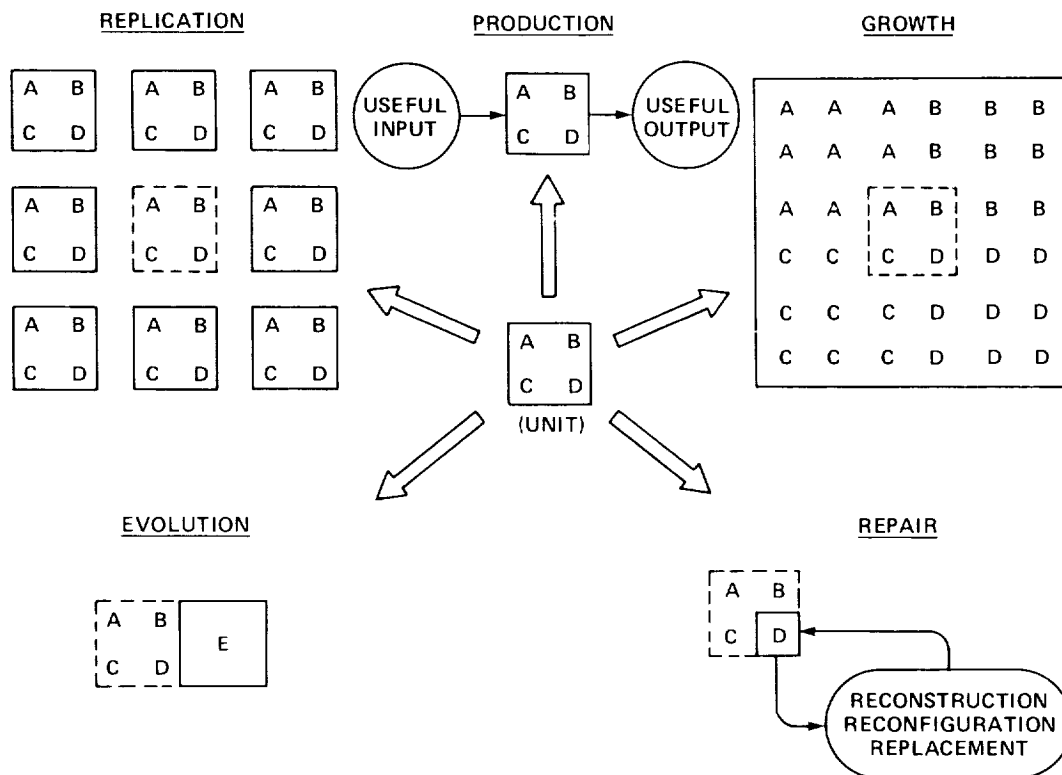 REPLICATION
A B A B A B
C D C D C D
A B A B A B
C D C D C D
A B A B A B
C D C D C D
PRODUCTION
USEFUL
INPUT
A B
C D
USEFUL
OUTPUT
GROWTH
A A A B B B
A A A B B B
A A A B B B
C C C D D D
C C C D D D
C C C D D D
A B
C D
(UNIT)
EVOLUTION
A B
C D
E
REPAIR
A B
C D
RECONSTRUCTION
RECONFIGURATION
REPLACEMENT